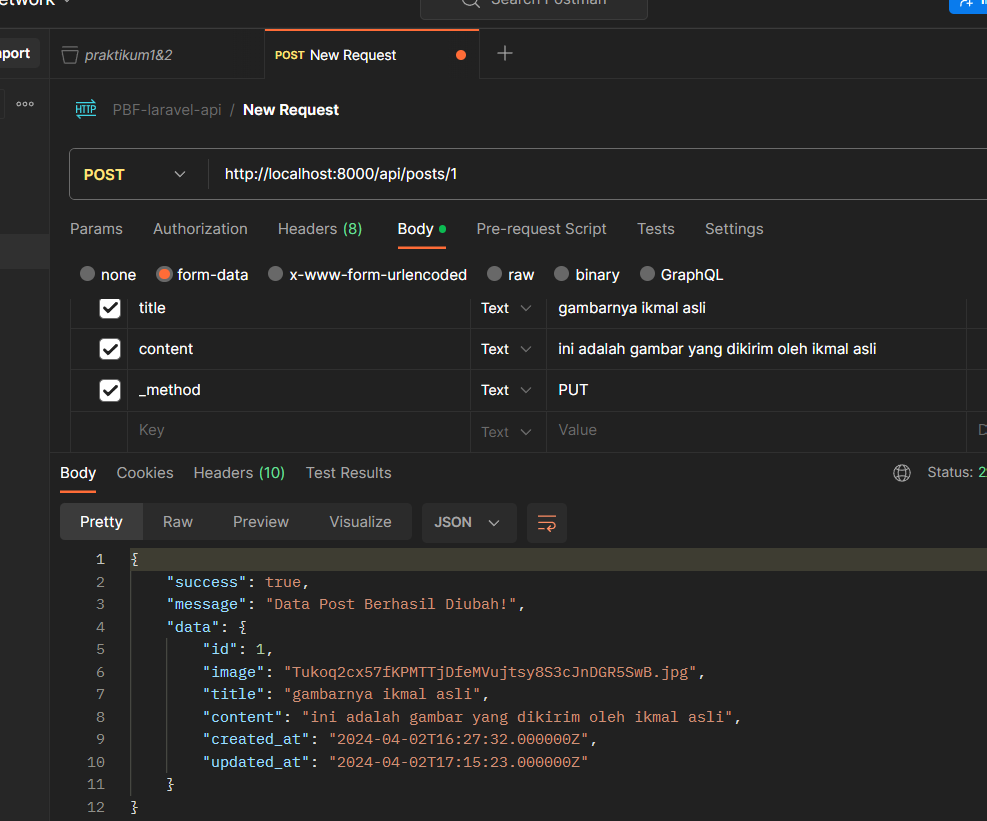 etwork
Search Postman
nport
praktikum1&2
POST New Request
HTTP PBF-laravel-api / New Request
POST http://localhost:8000/api/posts/1
Params Authorization Headers (8) Body Pre-request Script Tests Settings
none form-data x-www-form-urlencoded raw binary GraphQL
title Text gambarnya ikmal asli
content Text ini adalah gambar yang dikirim oleh ikmal asli
_method Text PUT
Key Text Value D
Body Cookies Headers (10) Test Results Status: 2
Pretty Raw Preview Visualize JSON
1 {
2 "success": true,
3 "message": "Data Post Berhasil Diubah!",
4 "data": {
5 "id": 1,
6 "image": "Tukoq2cx57fKPMTTjDfeMVujtsy8S3cJnDGR5SwB.jpg",
7 "title": "gambarnya ikmal asli",
8 "content": "ini adalah gambar yang dikirim oleh ikmal asli",
9 "created_at": "2024-04-02T16:27:32.000000Z",
10 "updated_at": "2024-04-02T17:15:23.000000Z"
11 }
12 }